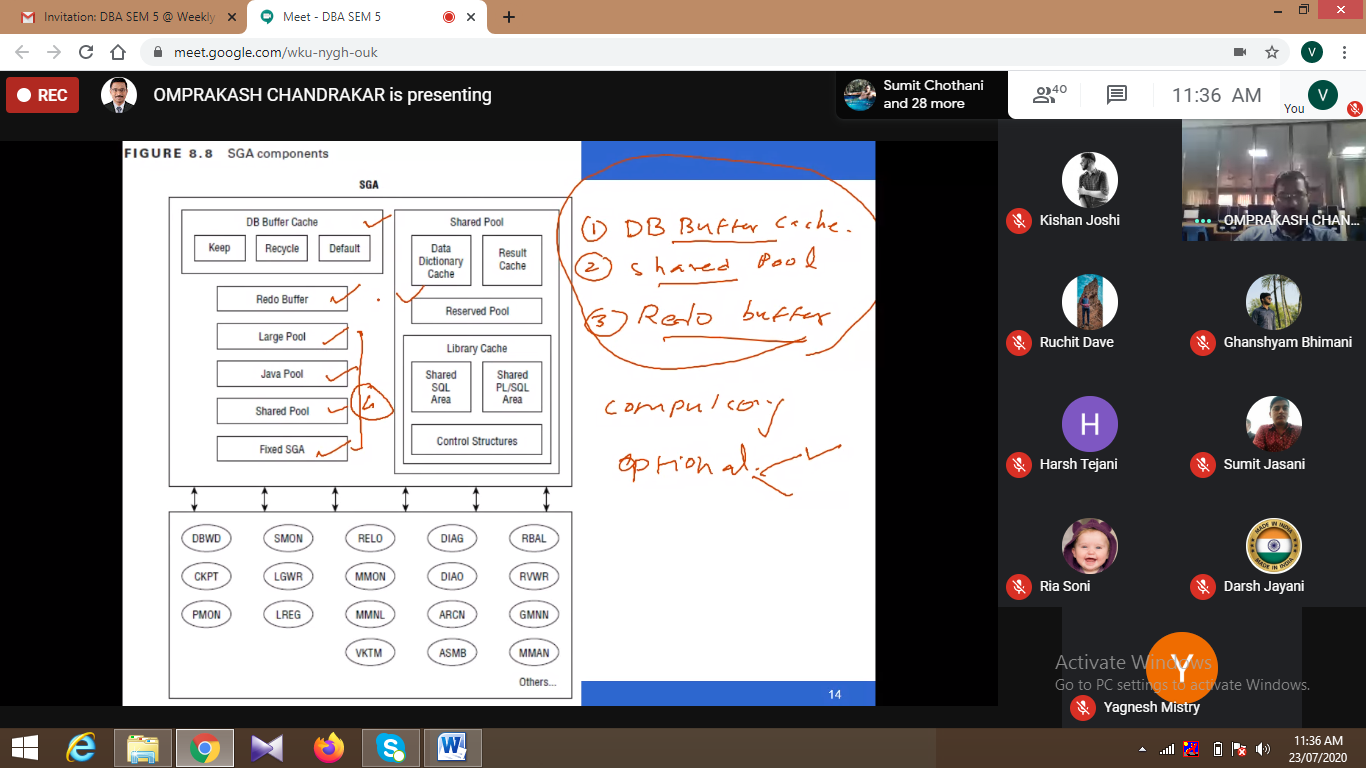 Invitation: DBA SEM 5 @ Weekly
Meet - DBA SEM 5
meet.google.com/wku-nygh-ouk
V
REC
OMPRAKASH CHANDRAKAR is presenting
Sumit Chothani
and 28 more
40
11:36 AM
You
V
FIGURE 8.8 SGA components
SGA
DB Buffer Cache
Keep
Recycle
Default
Redo Buffer
Large Pool
Java Pool
Shared Pool
Fixed SGA
Shared Pool
Data
Dictionary
Cache
Result
Cache
Reserved Pool
Library Cache
Shared
SQL
Area
Shared
PL/SQL
Area
Control Structures
DBWD
SMON
RELO
DIAG
RBAL
CKPT
LGWR
MMON
DIAO
RVWR
PMON
LREG
MMNL
ARCN
GMNN
VKTM
ASMB
MMAN
Others...
① DB Buffer Cache.
② Shared Pool
③ Redo buffer
compulsory
optional
14
Kishan Joshi
OMPRAKASH CHAN...
Ruchit Dave
Ghanshyam Bhimani
H
Harsh Tejani
Sumit Jasani
Ria Soni
MADE IN INDIA
MADE IN INDIA
Darsh Jayani
Y
Yagnesh Mistry
Activate Windows
Go to PC settings to activate Windows.
11:36 AM
23/07/2020